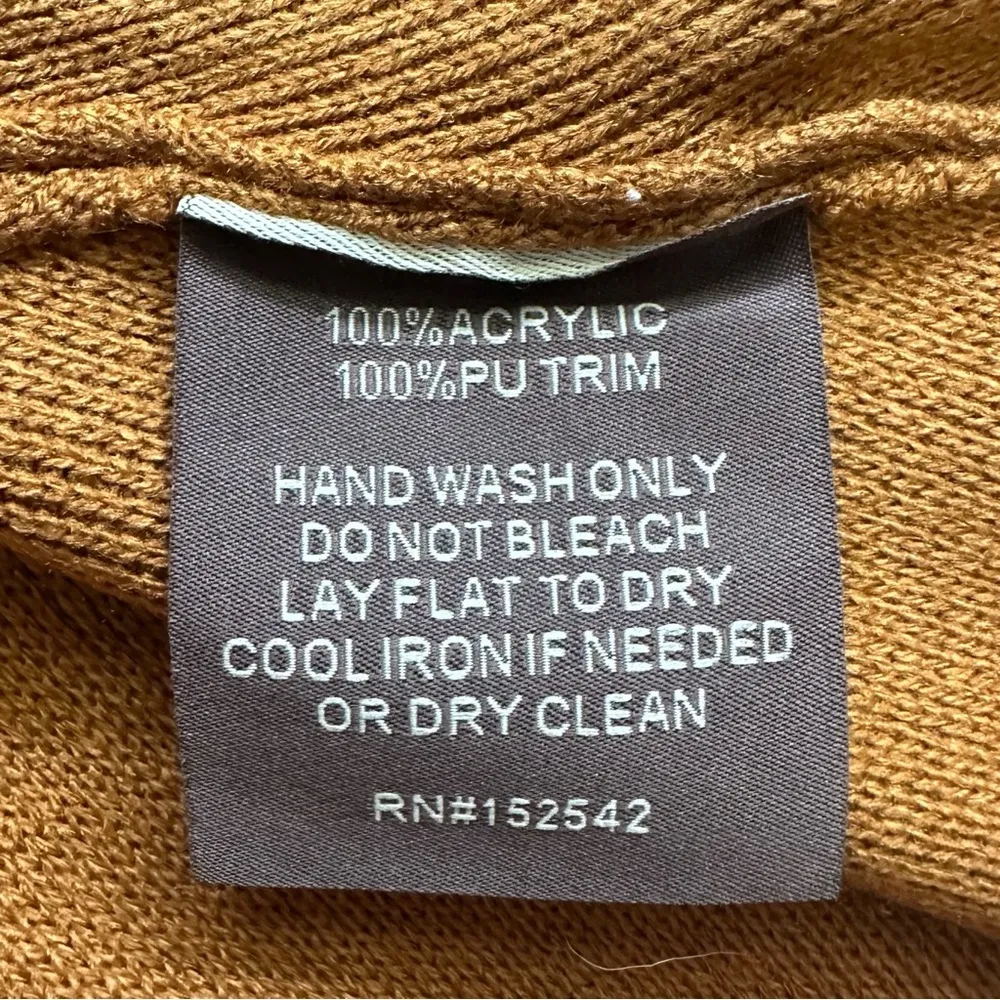 100%ACRYLIC
100%PU TRIM
HAND WASH ONLY
DO NOT BLEACH
LAY FLAT TO DRY
COOL IRON IF NEEDED
OR DRY CLEAN
RN#152542